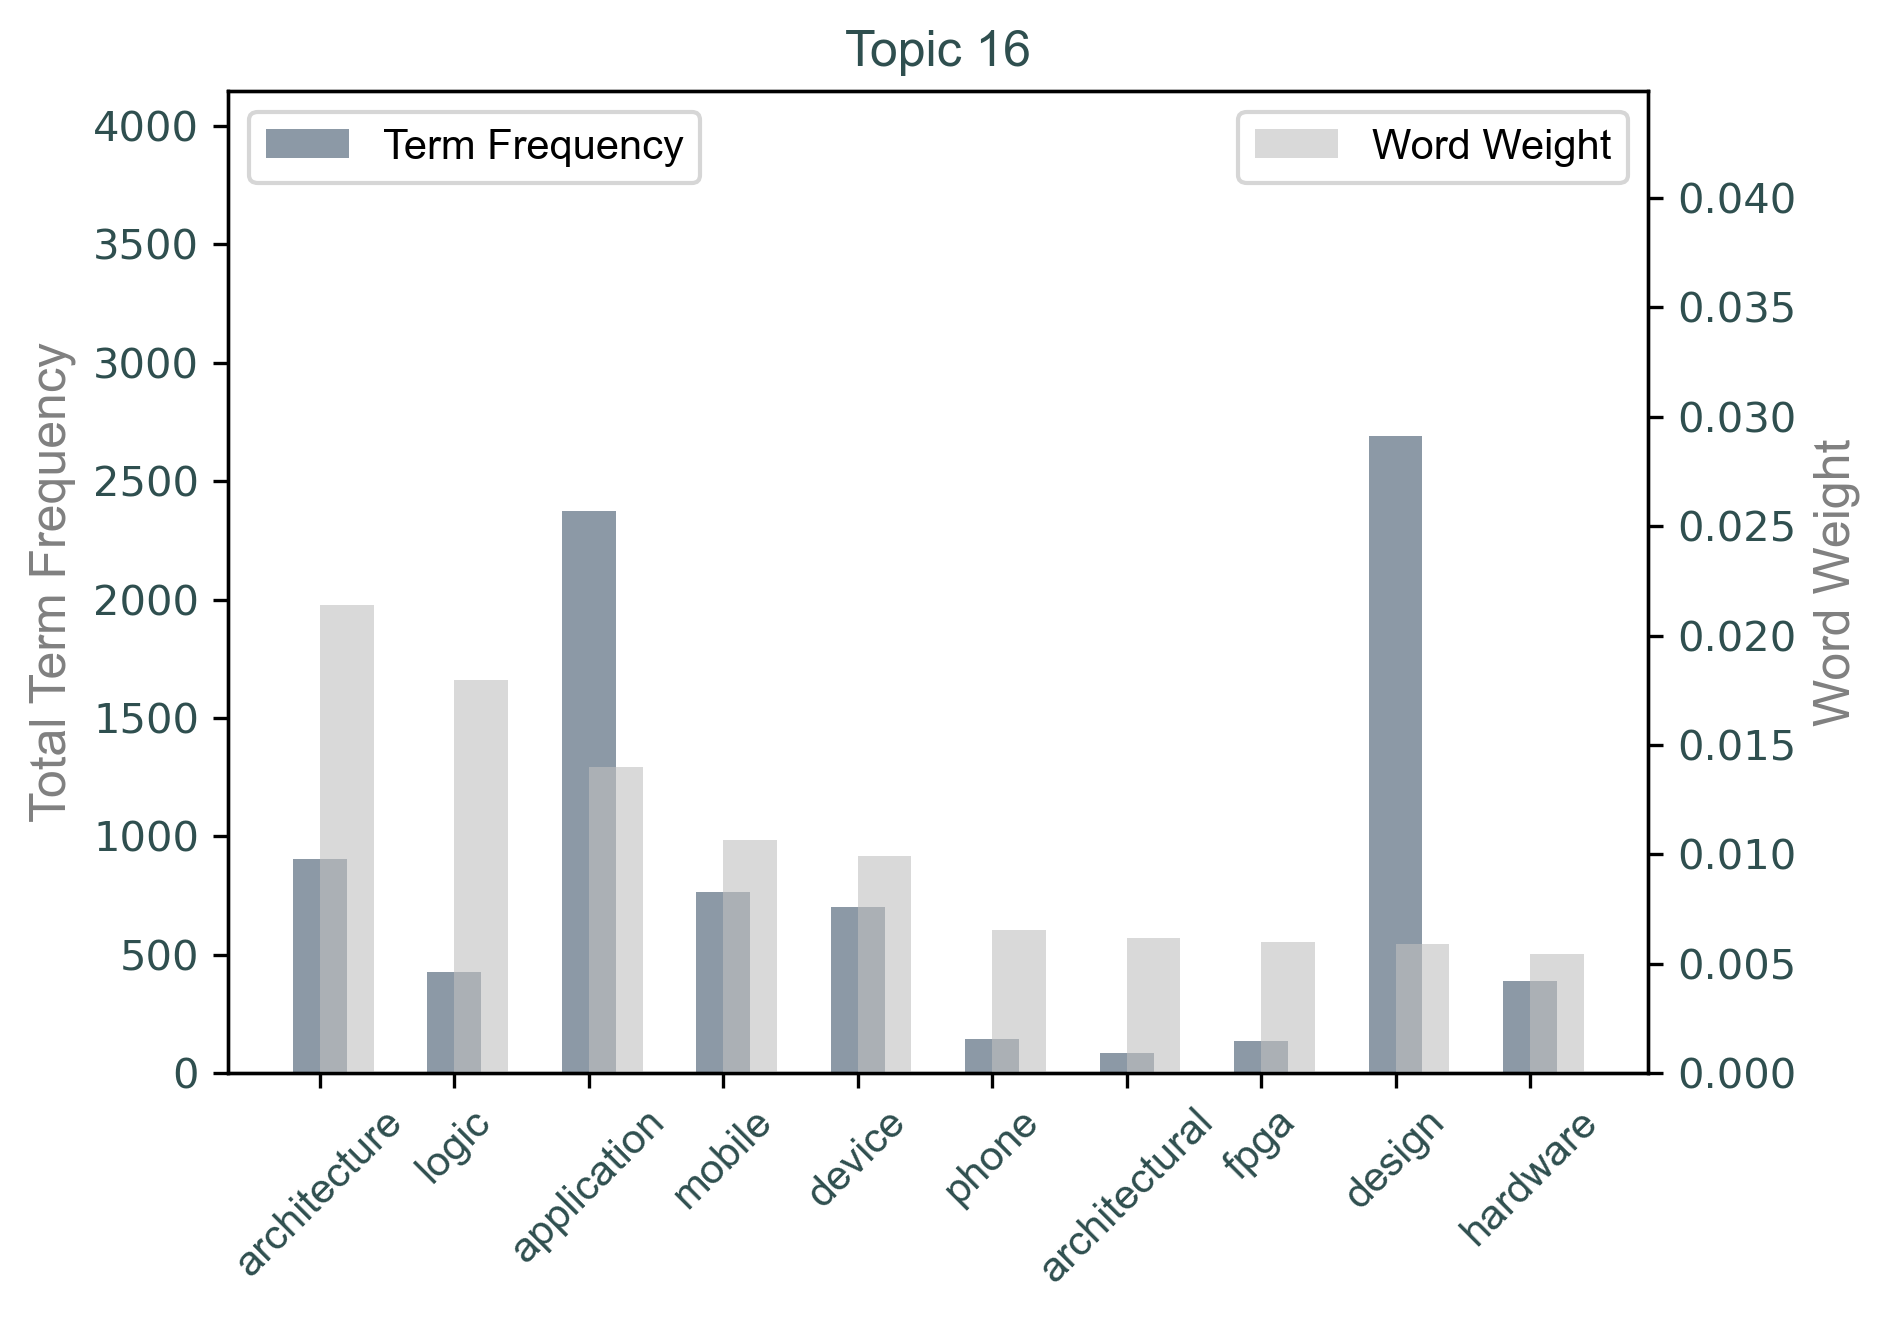 Topic 16
Term Frequency
Word Weight
4000
3500
3000
2500
2000
1500
1000
500
0
Total Term Frequency
0.040
0.035
0.030
0.025
0.020
0.015
0.010
0.005
0.000
Word Weight
architecture
logic
application
mobile
device
phone
architectural
fpga
design
hardware